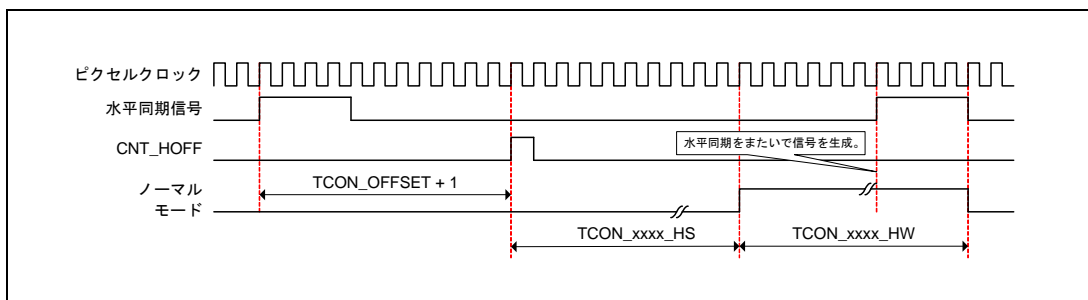 ピクセルクロック
水平同期信号
CNT_HOFF
水平同期をまたいで信号を生成。
TCON_OFFSET + 1
ノーマル
モード
TCON_xxxx_HS
TCON_xxxx_HW